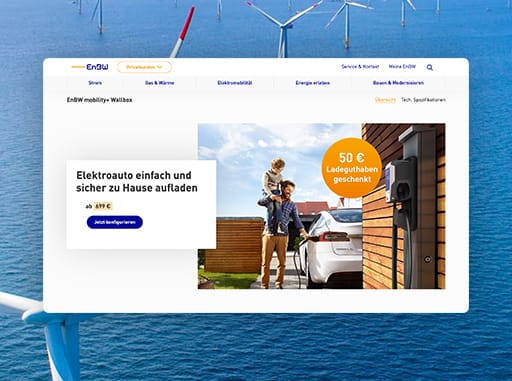 EnBW
Privatkunden
Service & Kontakt
Meine EnBW
Strom
Gas & Wärme
Elektromobilität
Energie erleben
Bauen & Modernisieren
EnBW mobility+ Wallbox
Übersicht
Tech. Spezifikationen
50 €
Ladeguthaben
geschenkt
Elektroauto einfach und
sicher zu Hause aufladen
ab 699 €
Jetzt konfigurieren